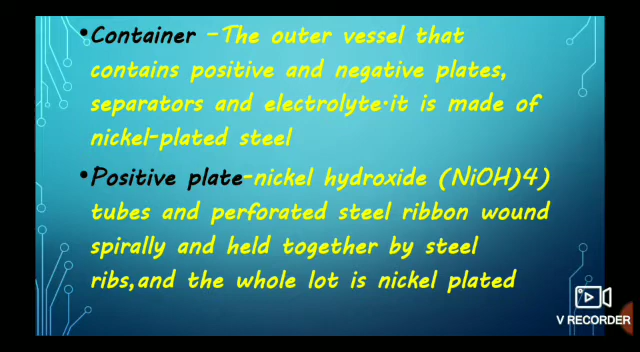 •Container -The outer vessel that
contains positive and negative plates,
separators and electrolyte.it is made of
nickel-plated steel
•Positive plate-nickel hydroxide (NiOH)4)
tubes and perforated steel ribbon wound
spirally and held together by steel
ribs,and the whole lot is nickel plated
V RECORDER